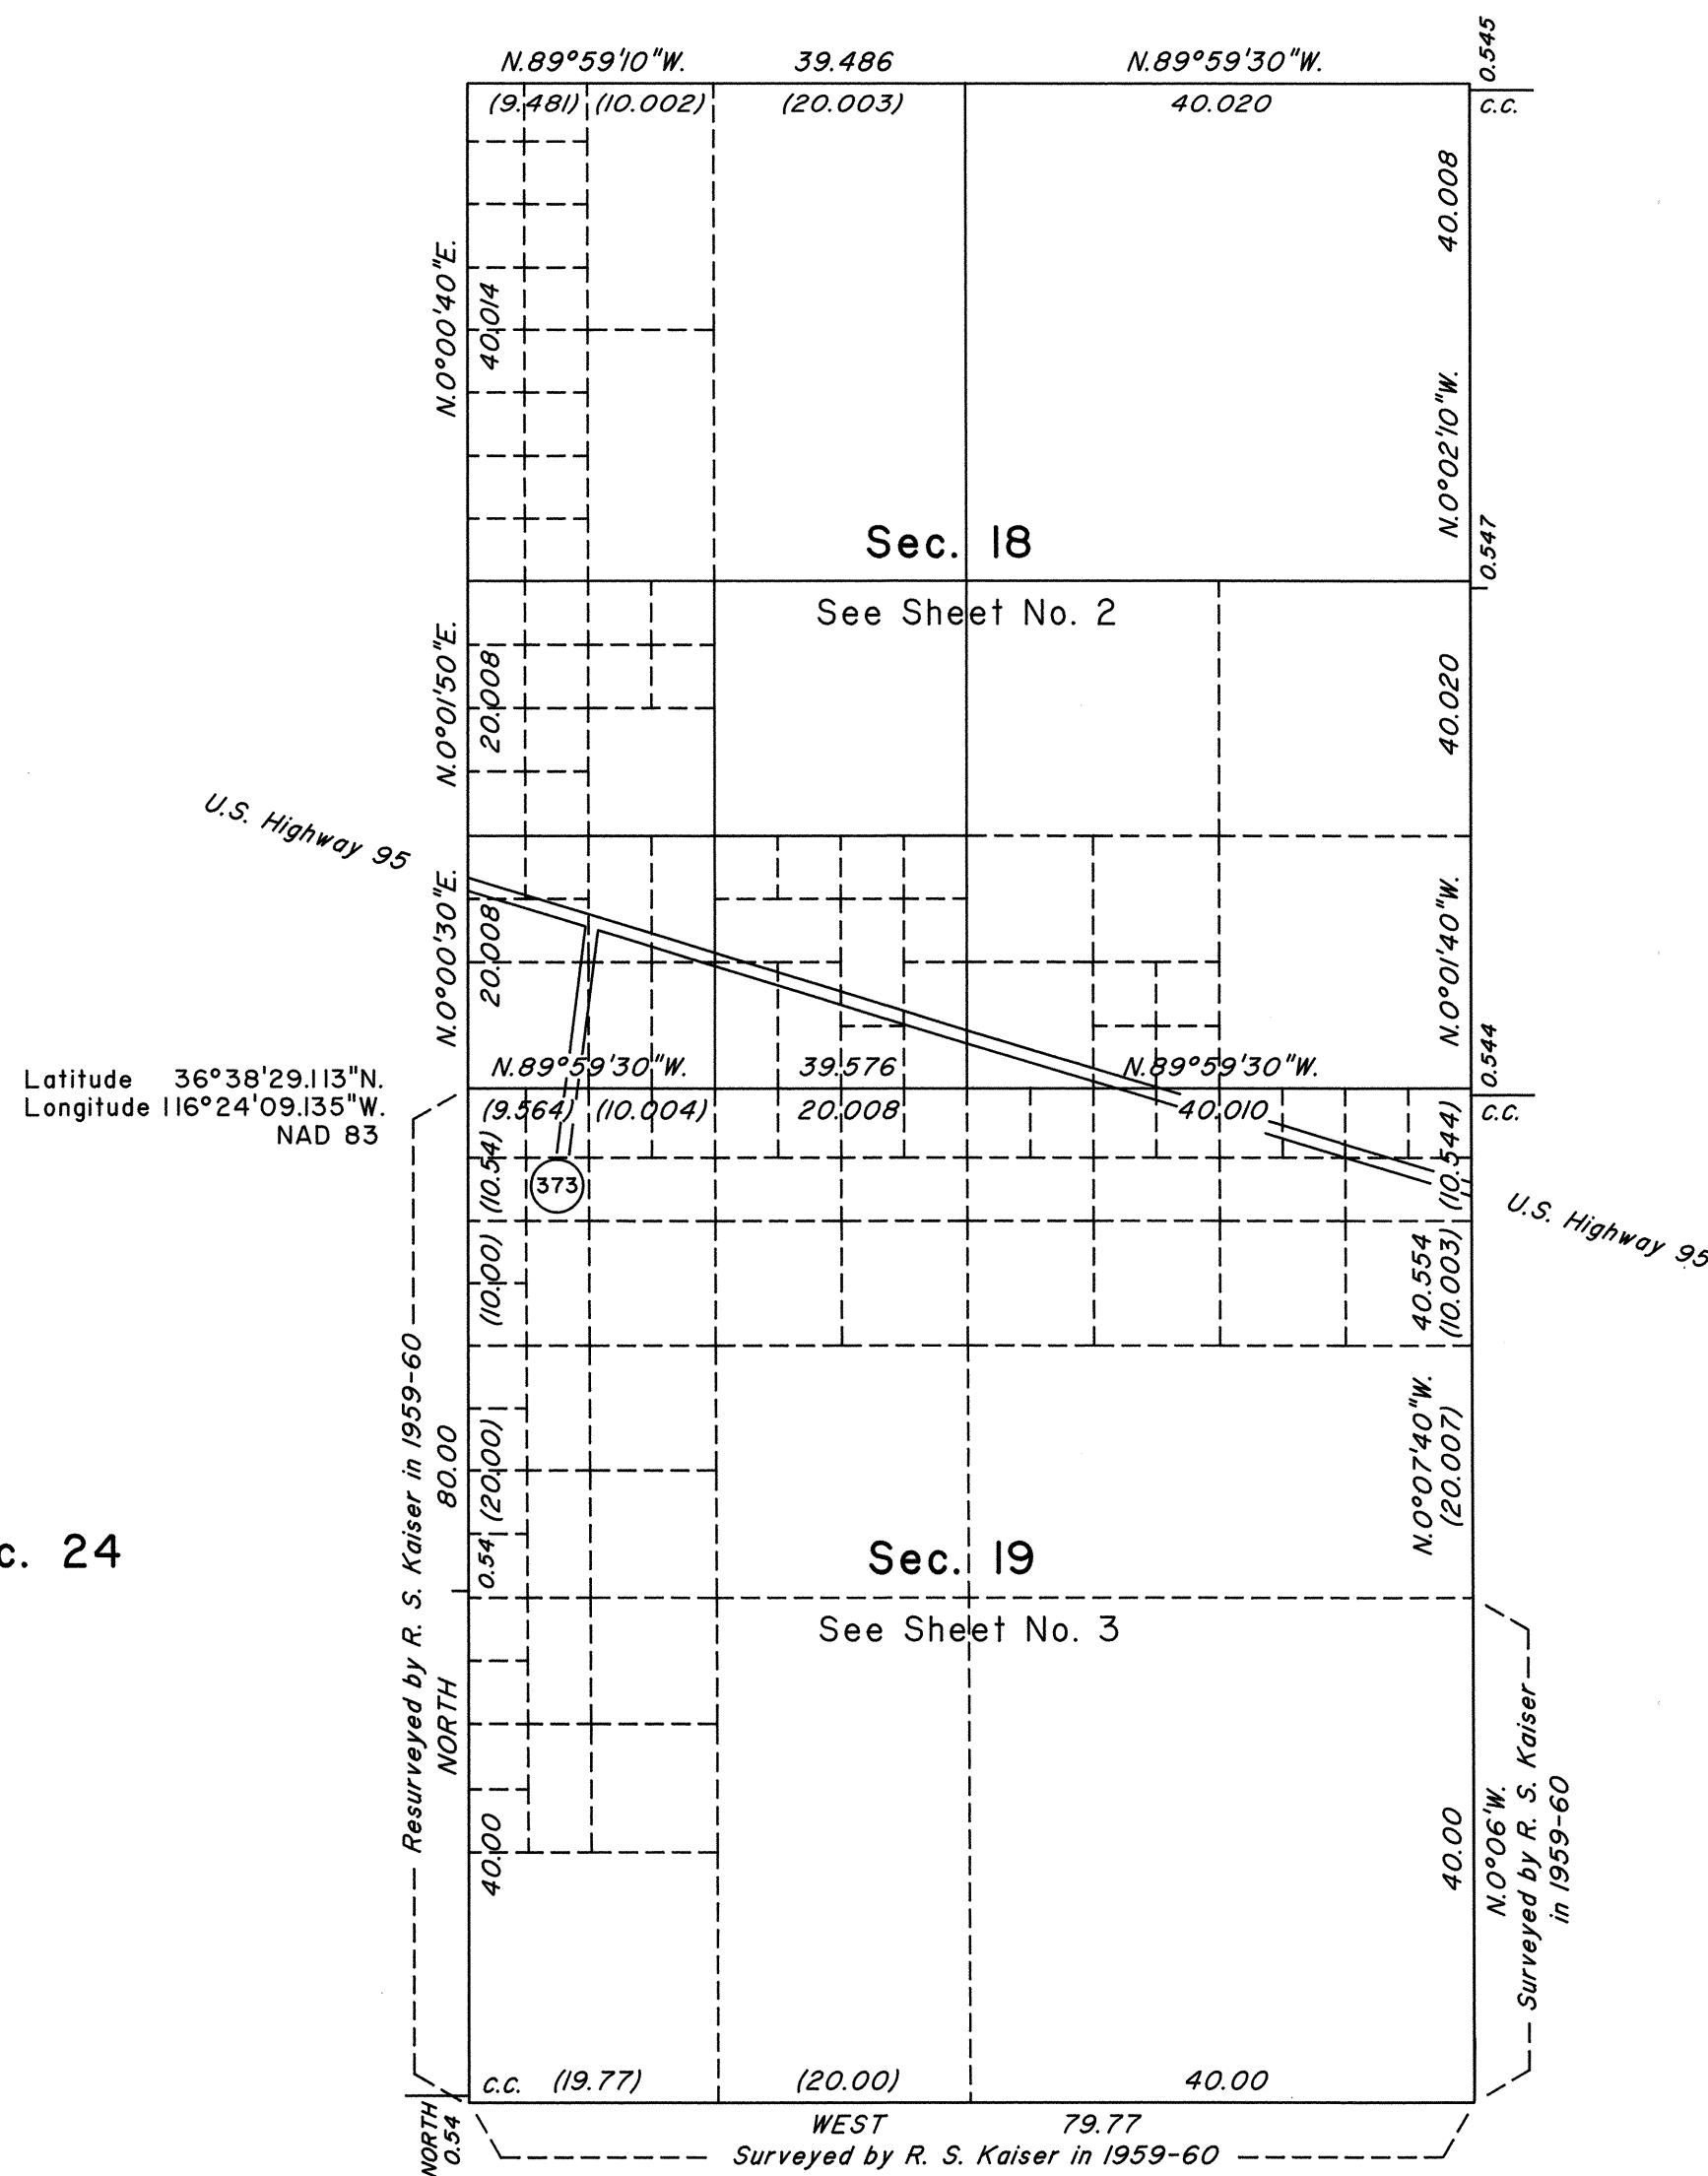 N.89°59'10"W. 39.486 N.89°59'30"W.
0.545
(9.481) (10.002) (20.003) 40.020 c.c.
40.008
N.0°00'40"E.
40.014
N.0°02'10"W.
Sec. 18
0.547
See Sheet No. 2
N.0°01'50"E.
20.008
40.020
U.S. Highway 95
N.0°00'30"E.
20.008
N.0°01'40"W.
0.544
N.89°59'30"W. 39.576 N.89°59'30"W.
Latitude 36°38'29.113"N.
Longitude 116°24'09.135"W.
NAD 83
(9.564) (10.004) 20.008 40.010 c.c.
(10.54)
(10.544)
373
U.S. Highway 95
(10.00)
40.554
(10.003)
Resurveyed by R. S. Kaiser in 1959-60
80.00
(20.00)
N.0°07'40"W.
(20.007)
c. 24
0.54
Sec. 19
See Sheet No. 3
NORTH
40.00
40.00
N.0°06'W.
Surveyed by R. S. Kaiser
in 1959-60
c.c. (19.77) (20.00) 40.00
NORTH
0.54
WEST 79.77
Surveyed by R. S. Kaiser in 1959-60